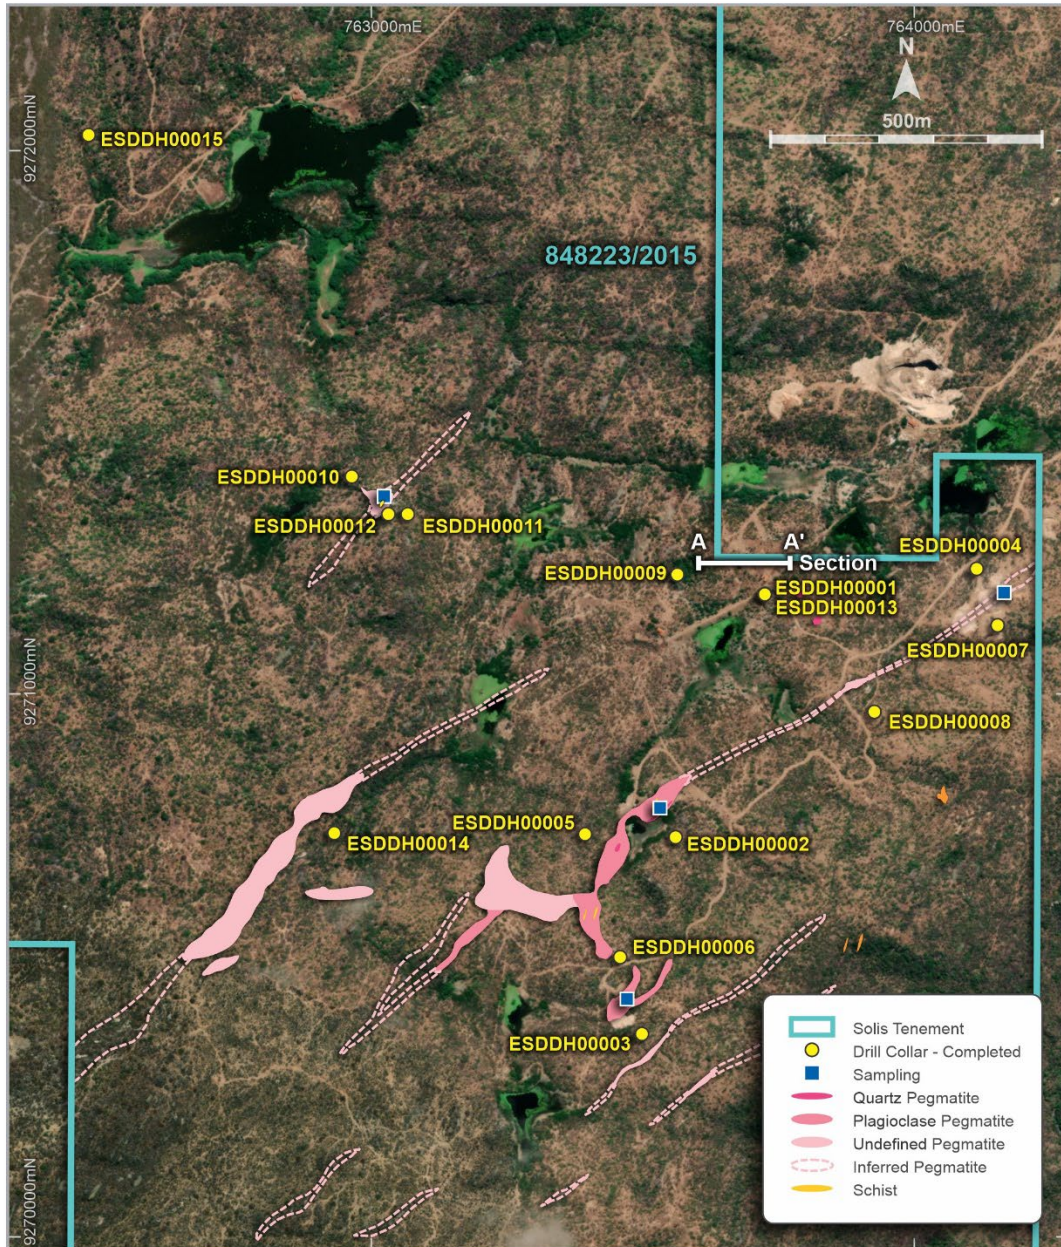 763000mE
764000mE
N
500m
9272000mN
ESDDH00015
848223/2015
ESDDH00010
ESDDH00012
ESDDH00011
A
A'
Section
ESDDH00004
ESDDH00009
ESDDH00001
ESDDH00013
ESDDH00007
9271000mN
ESDDH00008
ESDDH00005
ESDDH00014
ESDDH00002
ESDDH00006
ESDDH00003
9270000mN
Solis Tenement
Drill Collar - Completed
Sampling
Quartz Pegmatite
Plagioclase Pegmatite
Undefined Pegmatite
Inferred Pegmatite
Schist